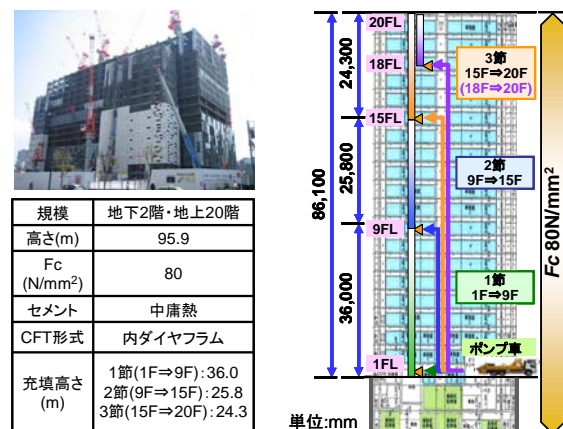 規模 地下2階・地上20階
高さ(m) 95.9
Fc
(N/mm²) 80
セメント 中庸熱
CFT形式 内ダイヤフラム
充填高さ
(m)
1節(1F⇒9F):36.0
2節(9F⇒15F):25.8
3節(15F⇒20F):24.3
20FL
18FL
15FL
9FL
1FL
24,300
25,800
36,000
86,100
3節
15F⇒20F
(18F⇒20F)
2節
9F⇒15F
1節
1F⇒9F
ポンプ車
Fc 80N/mm²
単位:mm